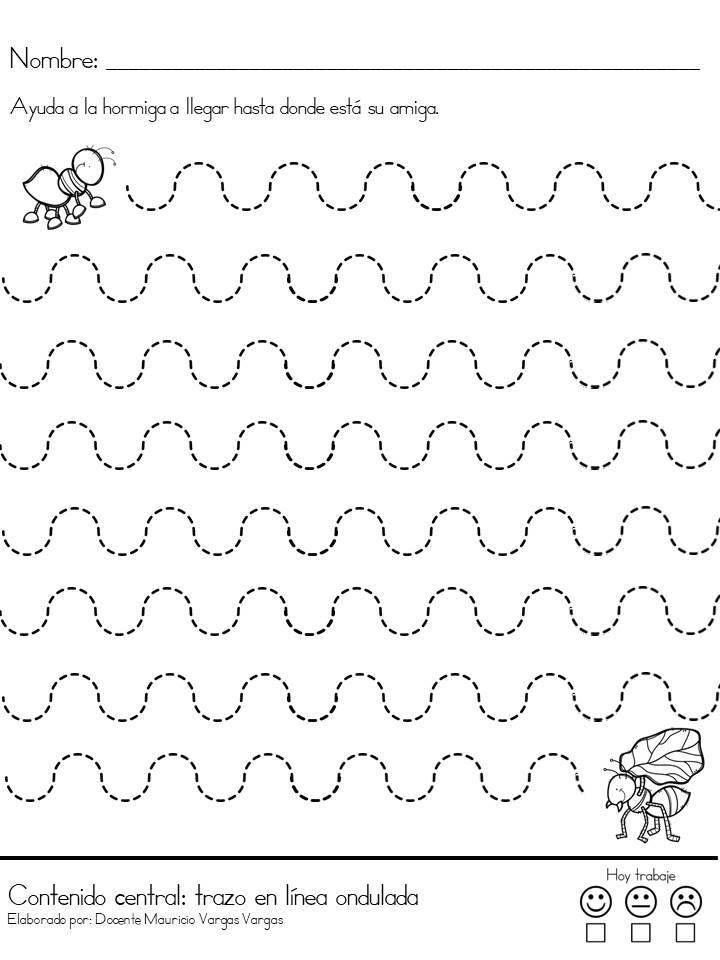 Nombre: ______________________________________________
Ayuda a la hormiga a llegar hasta donde está su amiga.
Hoy trabaje
Contenido central: trazo en línea ondulada
Elaborado por: Docente Mauricio Vargas Vargas